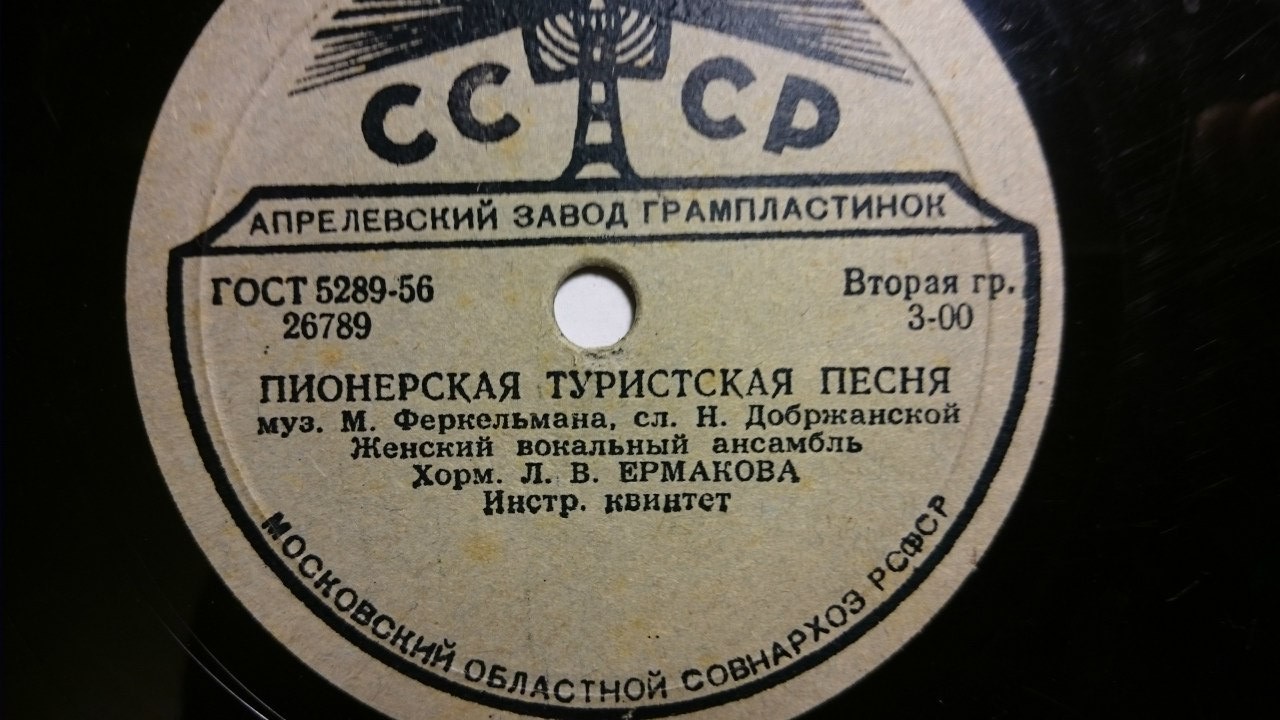 СССР
АПРЕЛЕВСКИЙ ЗАВОД ГРАМПЛАСТИНОК
ГОСТ 5289-56
26789
Вторая гр.
3-00
ПИОНЕРСКАЯ ТУРИСТСКАЯ ПЕСНЯ
муз. М. Феркельмана, сл. Н. Добржанской
Женский вокальный ансамбль
Хорм. Л. В. ЕРМАКОВА
Инстр. квинтет
МОСКОВСКИЙ ОБЛАСТНОЙ СОВНАРХОЗ РСФСР